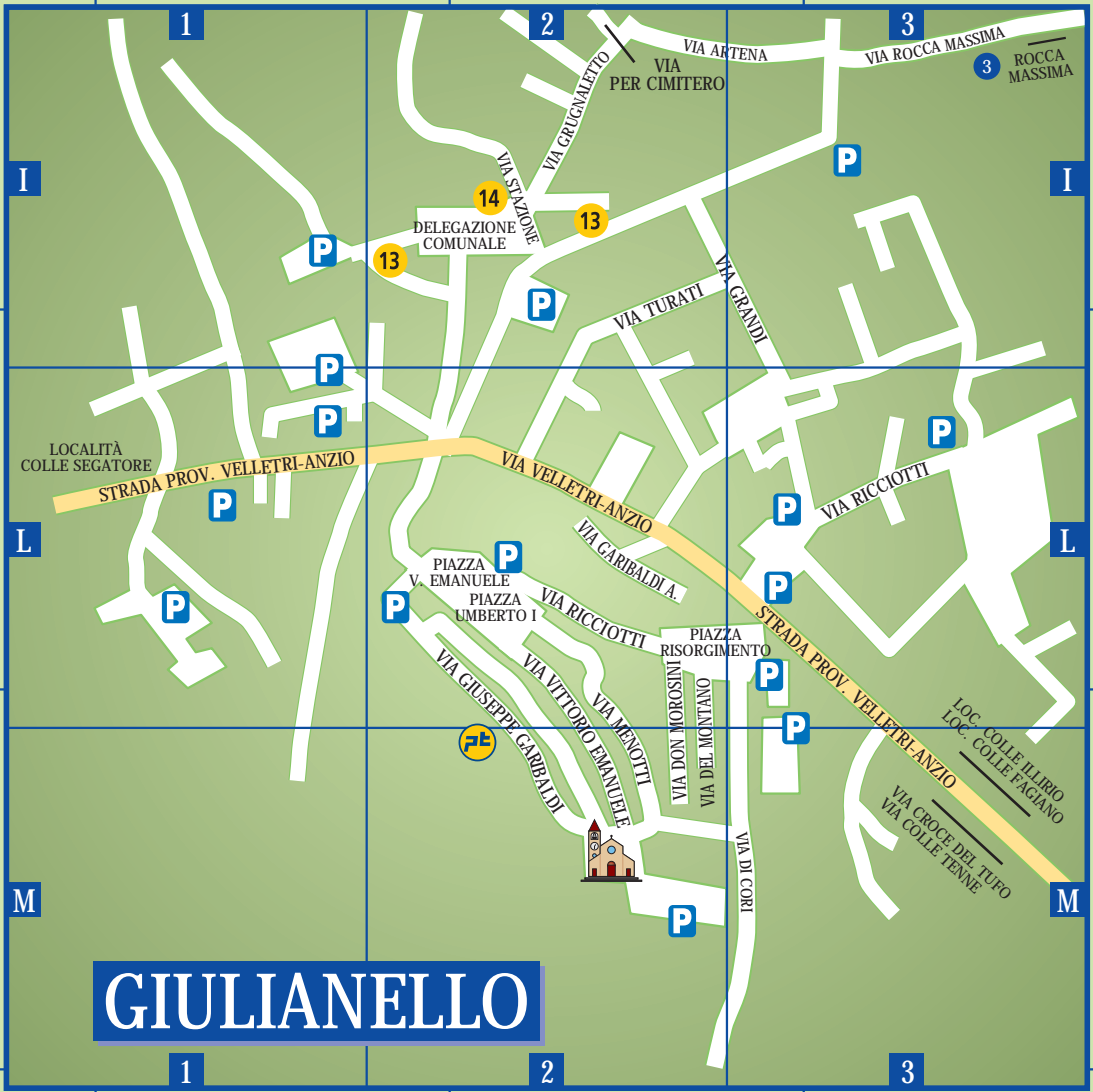 1
2
3
VIA ARTENA
VIA ROCCA MASSIMA
3
ROCCA
MASSIMA
VIA
PER CIMITERO
VIA GRUGNALETTO
P
I
I
VIA STAZIONE
14
13
DELEGAZIONE
COMUNALE
P
13
VIA GRANDI
VIA TURATI
P
P
P
P
LOCALITÀ
COLLE SEGATORE
STRADA PROV. VELLETRI-ANZIO
VIA VELLETRI-ANZIO
VIA RICCIOTTI
P
P
L
L
VIA GARIBALDI A.
P
PIAZZA
V. EMANUELE
PIAZZA
UMBERTO I
P
P
P
VIA RICCIOTTI
PIAZZA
RISORGIMENTO
STRADA PROV. VELLETRI-ANZIO
VIA GIUSEPPE GARIBALDI
VIA VITTORIO EMANUELE
VIA MENOTTI
VIA DON MOROSINI
VIA DEL MONTANO
P
P
LOC. COLLE ILLIRIO
LOC. COLLE FAGIANO
pt
VIA CROCE DEL TUFO
VIA COLLE TENNE
VIA DI CORI
M
M
P
GIULIANELLO
1
2
3